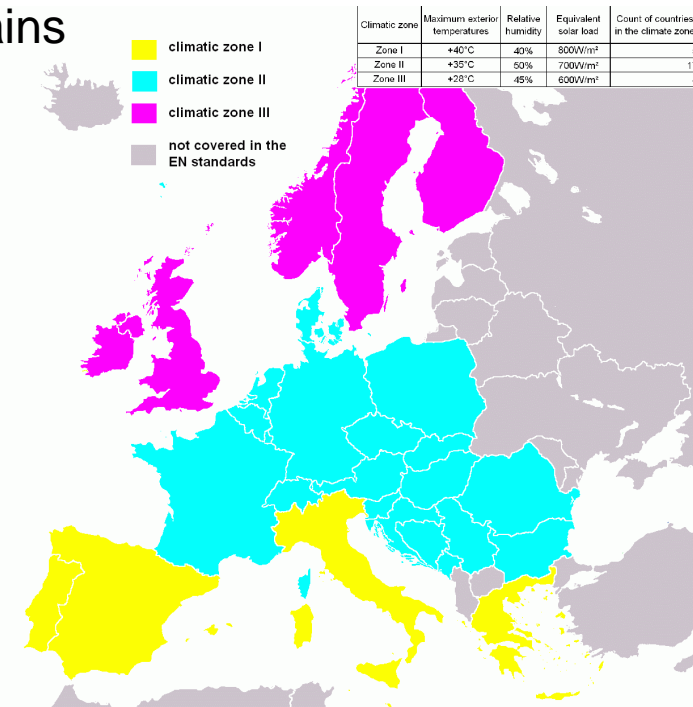 ains
climatic zone I
climatic zone II
climatic zone III
not covered in the
EN standards
Climatic zone Maximum exterior temperatures Relative humidity Equivalent solar load Count of countries in the climate zone
Zone I +40°C 40% 800W/m²
Zone II +35°C 50% 700W/m² 1
Zone III +28°C 45% 600W/m²